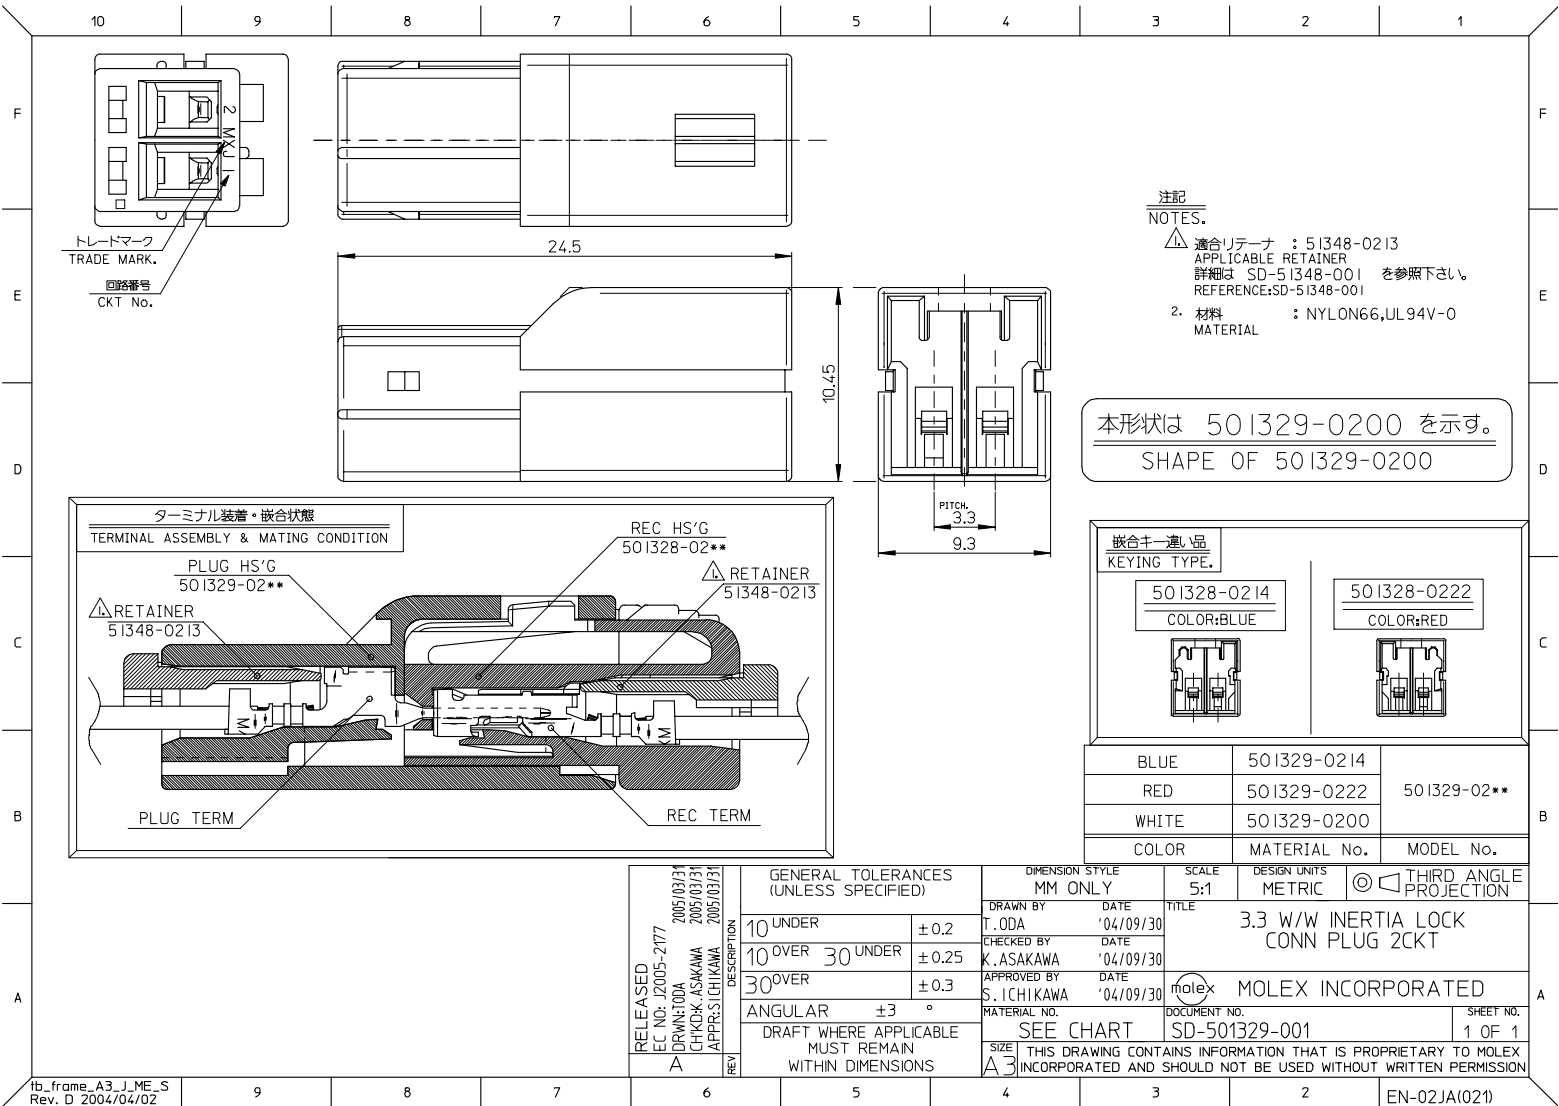 10 9 8 7 6 5 4 3 2 1
F
F
E
E
D
D
C
C
B
B
A
A
2 MXJ 1
トレードマーク
TRADE MARK.
回路番号
CKT No.
24.5
10.45
PITCH.
3.3
9.3
注記
NOTES.
1. 適合リテーナ : 51348-0213
APPLICABLE RETAINER
詳細は SD-51348-001 を参照下さい。
REFERENCE:SD-51348-001
2. 材料 : NYLON66,UL94V-0
MATERIAL
本形状は 501329-0200 を示す。
SHAPE OF 501329-0200
ターミナル装着・嵌合状態
TERMINAL ASSEMBLY & MATING CONDITION
PLUG HS'G
501329-02**
1. RETAINER
51348-0213
REC HS'G
501328-02**
1. RETAINER
51348-0213
PLUG TERM
REC TERM
嵌合キー違い品
KEYING TYPE.
501328-0214
COLOR:BLUE
501328-0222
COLOR:RED
BLUE 501329-0214
RED 501329-0222 501329-02**
WHITE 501329-0200
COLOR MATERIAL No. MODEL No.
RELEASED
EC NO: J2005-2177
DRWN:TODA 2005/03/31
CH'KD:K.ASAKAWA 2005/03/31
APPR:S.ICHIKAWA 2005/03/31
A
DESCRIPTION
REV
GENERAL TOLERANCES
(UNLESS SPECIFIED)
10 UNDER ±0.2
10 OVER 30 UNDER ±0.25
30 OVER ±0.3
ANGULAR ±3 °
DRAFT WHERE APPLICABLE
MUST REMAIN
WITHIN DIMENSIONS
DIMENSION STYLE
MM ONLY
SCALE
5:1
DESIGN UNITS
METRIC
THIRD ANGLE
PROJECTION
DRAWN BY DATE
T.ODA '04/09/30
CHECKED BY DATE
K.ASAKAWA '04/09/30
APPROVED BY DATE
S.ICHIKAWA '04/09/30
TITLE
3.3 W/W INERTIA LOCK
CONN PLUG 2CKT
molex MOLEX INCORPORATED
MATERIAL NO.
SEE CHART
DOCUMENT NO.
SD-501329-001
SHEET NO.
1 OF 1
SIZE
A3
THIS DRAWING CONTAINS INFORMATION THAT IS PROPRIETARY TO MOLEX
INCORPORATED AND SHOULD NOT BE USED WITHOUT WRITTEN PERMISSION
tb_frame_A3_J_ME_S
Rev. D 2004/04/02
9 8 7 6 5 4 3 2
EN-02JA(021)